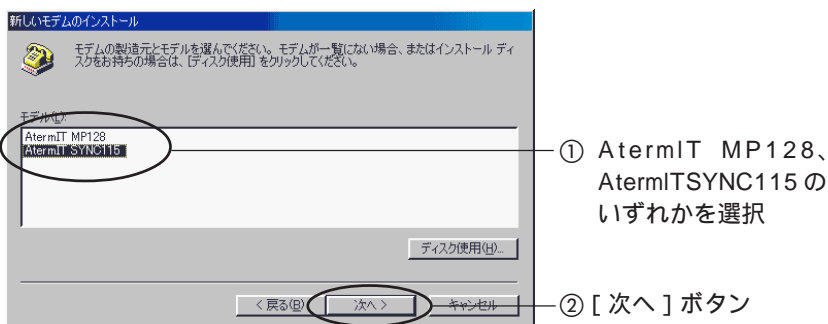 新しいモデムのインストール
モデムの製造元とモデルを選んでください。モデムが一覧にない場合、またはインストール ディ
スクをお持ちの場合は、[ディスク使用] をクリックしてください。
モデル(L):
AtermIT MP128
AtermIT SYNC115
ディスク使用(H)...
< 戻る(B)
次へ >
キャンセル
① AtermIT MP128、
AtermITSYNC115 の
いずれかを選択
② [ 次へ ] ボタン